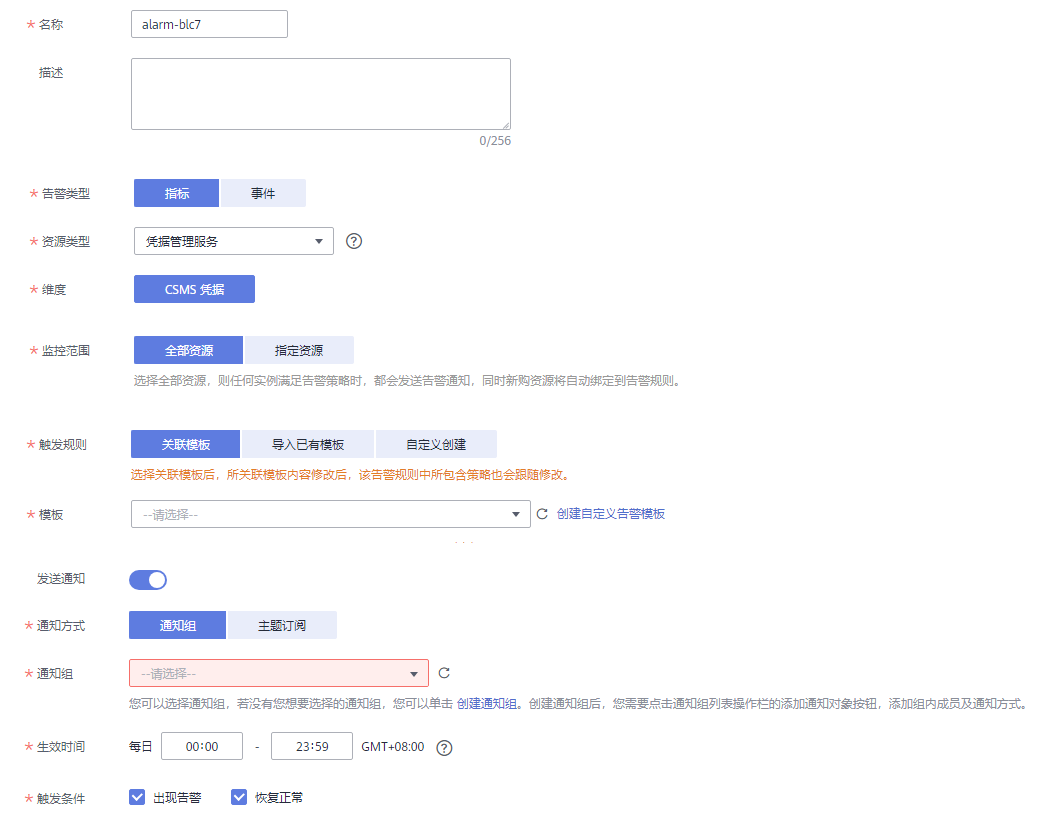 * 名称 alarm-blc7
描述
0/256
* 告警类型 指标 事件
* 资源类型 凭据管理服务
* 维度 CSMS 凭据
* 监控范围 全部资源 指定资源
选择全部资源，则任何实例满足告警策略时，都会发送告警通知，同时新购资源将自动绑定到告警规则。
* 触发规则 关联模板 导入已有模板 自定义创建
选择关联模板后，所关联模板内容修改后，该告警规则中所包含策略也会跟随修改。
* 模板 --请选择-- 创建自定义告警模板
···
发送通知
* 通知方式 通知组 主题订阅
* 通知组 --请选择--
您可以选择通知组，若没有您想要选择的通知组，您可以单击 创建通知组。创建通知组后，您需要点击通知组列表操作栏的添加通知对象按钮，添加组内成员及通知方式。
* 生效时间 每日 00:00 - 23:59 GMT+08:00
* 触发条件 出现告警 恢复正常